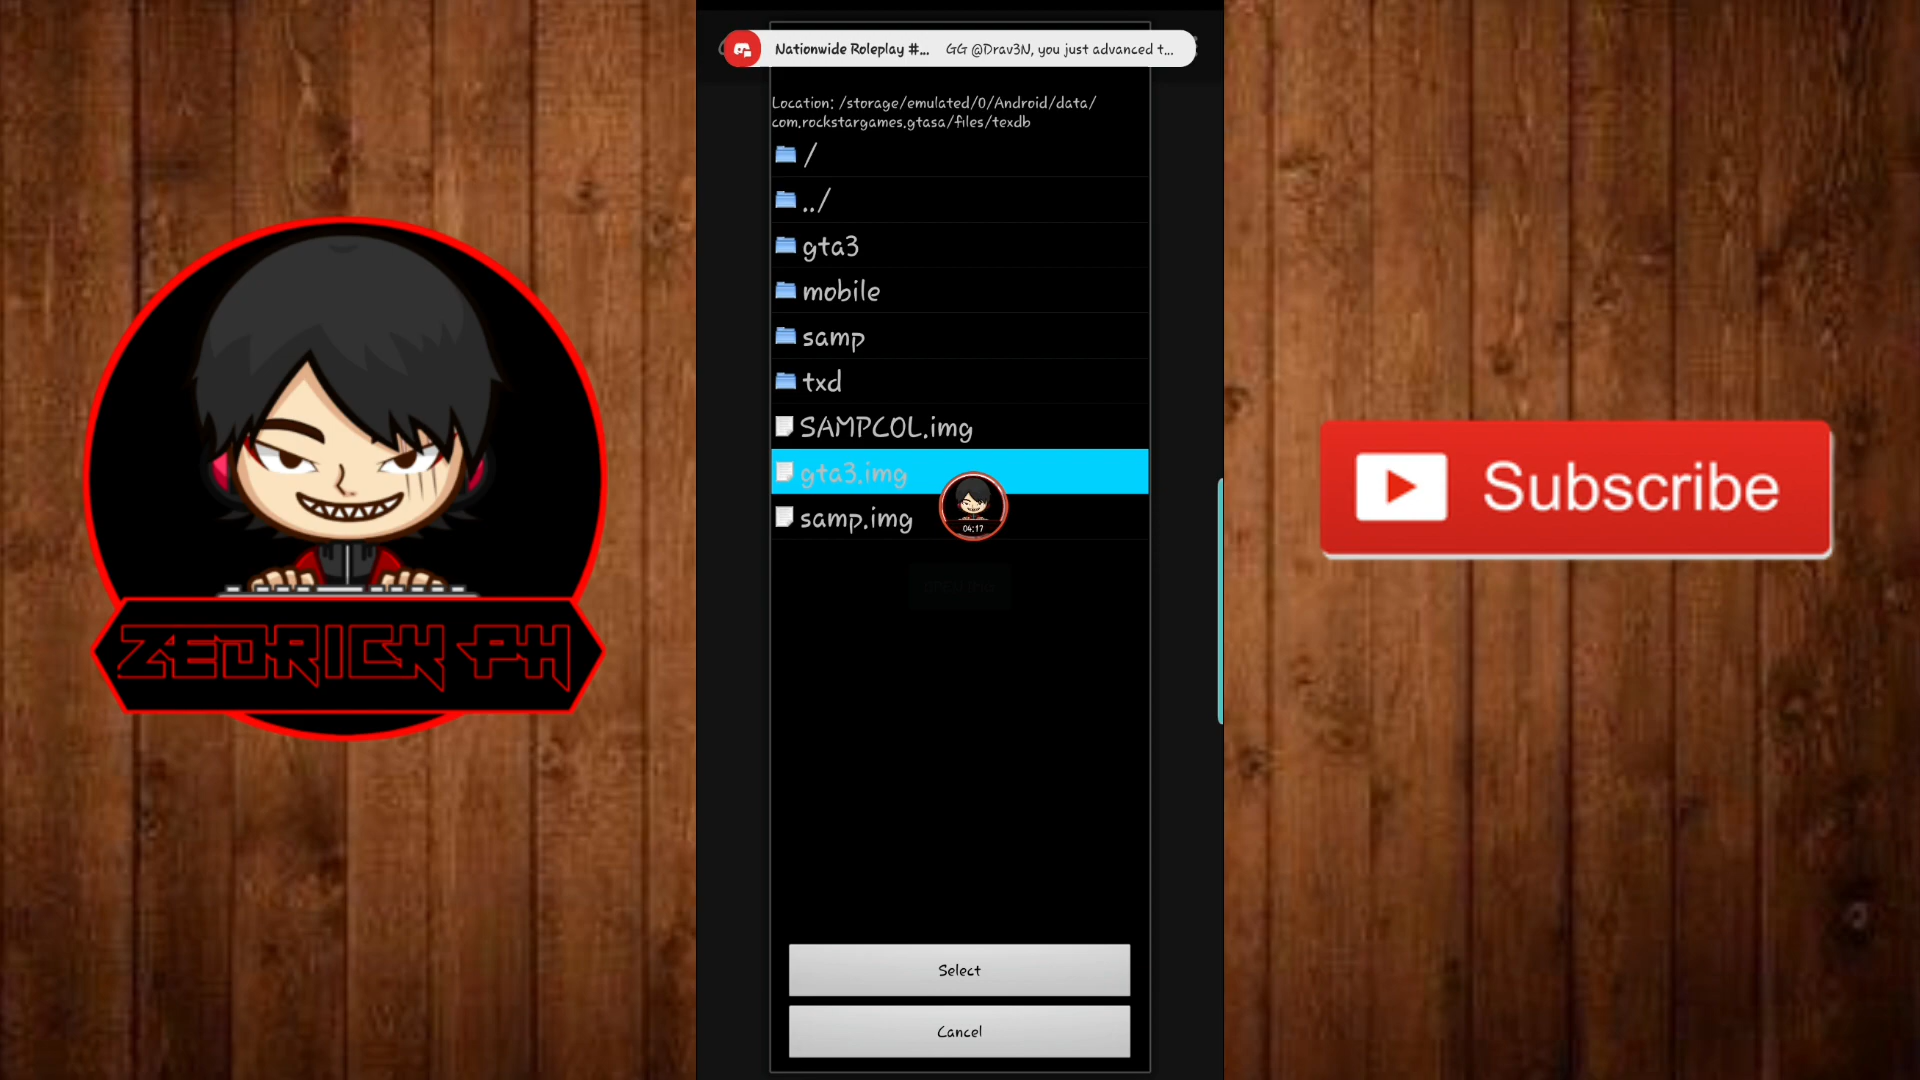 Nationwide Roleplay #... GG @Drav3N, you just advanced t...
Location: /storage/emulated/0/Android/data/
com.rockstargames.gtasa/files/texdb
/
../
gta3
mobile
samp
txd
SAMPCOL.img
gta3.img
samp.img
04:17
Select
Cancel
ZEDRICK PH
Subscribe